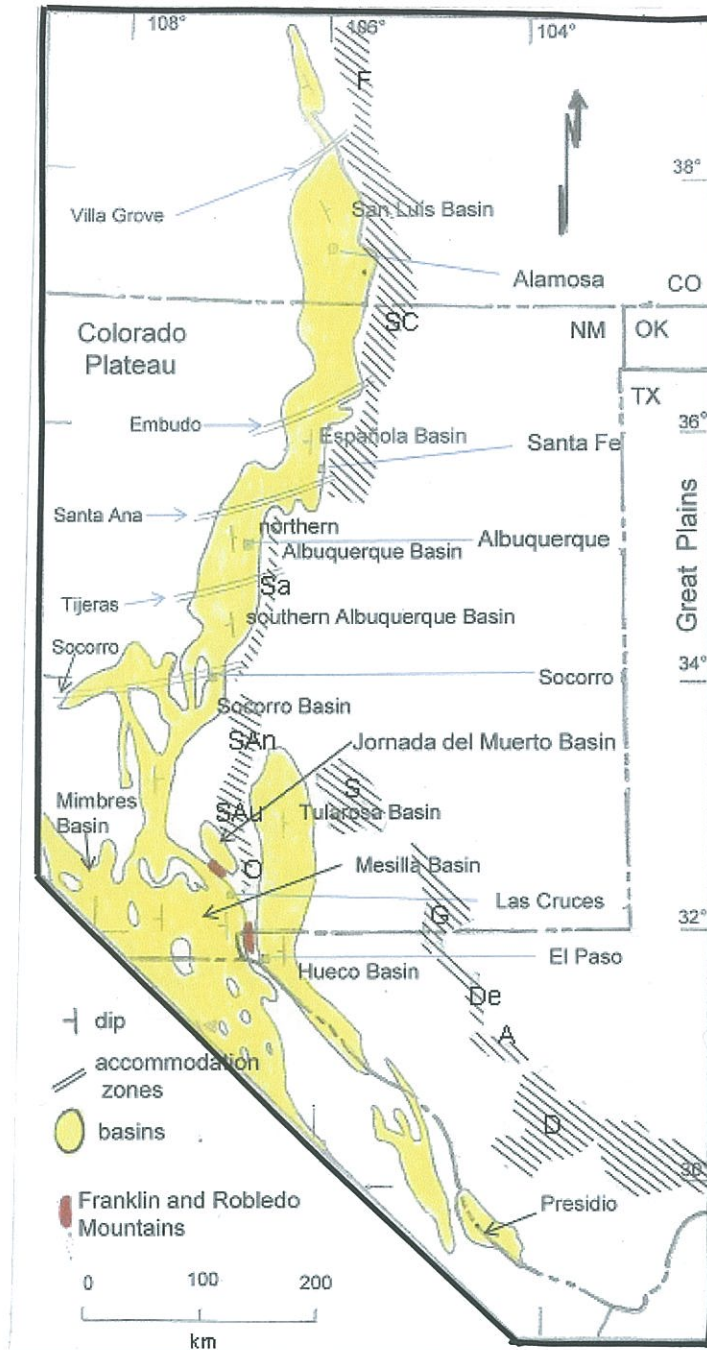 108°
106°
104°
F
38°
Villa Grove
San Luis Basin
Alamosa
CO
SC
NM
OK
Colorado
Plateau
TX
Embudo
Española Basin
36°
Santa Fe
Santa Ana
northern
Albuquerque Basin
Albuquerque
Great Plains
Sa
Tijeras
southern Albuquerque Basin
Socorro
Socorro
34°
Socorro Basin
SAn
Jornada del Muerto Basin
S
Mimbres
Basin
SAu
Tularosa Basin
O
Mesilla Basin
Las Cruces
G
32°
El Paso
Hueco Basin
De
dip
A
accommodation
zones
D
basins
30°
Franklin and Robledo
Mountains
Presidio
0
100
200
km
N